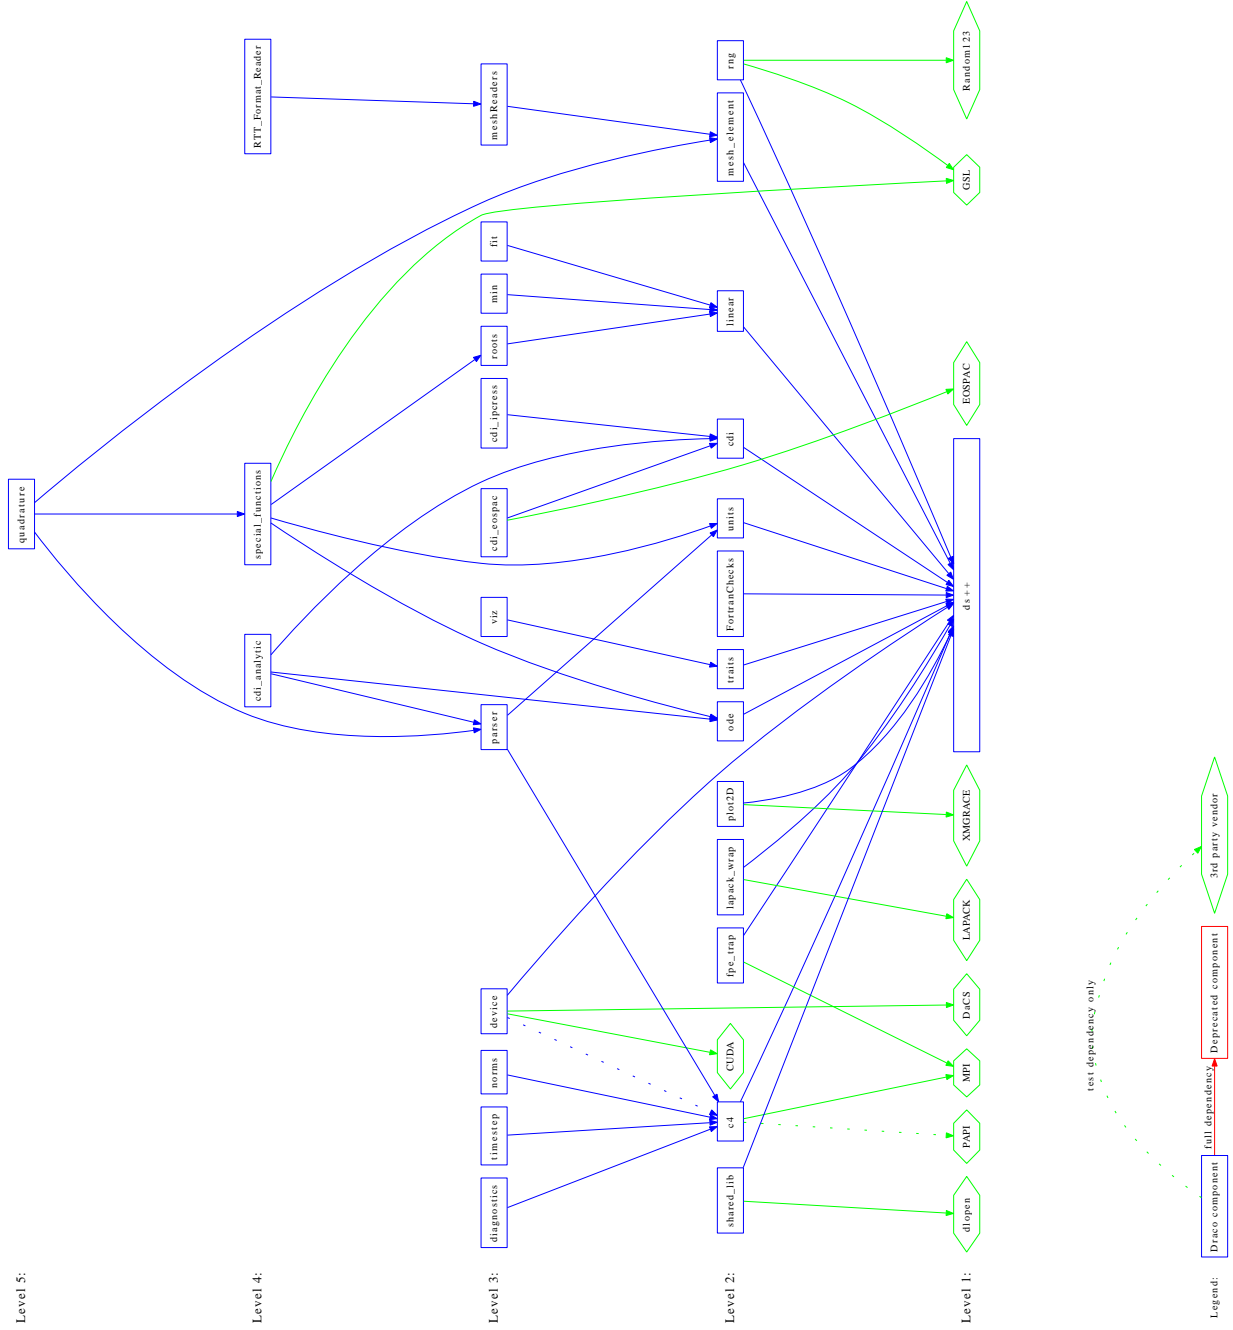 Level 5:
quadrature
Level 4:
cdi_analytic
special_functions
RTT_Format_Reader
Level 3:
diagnostics
timestep
norms
device
parser
viz
cdi_eospac
cdi_ipcress
roots
min
fit
meshReaders
Level 2:
shared_lib
c4
CUDA
fpe_trap
lapack_wrap
plot2D
ode
traits
FortranChecks
units
cdi
linear
mesh_element
rng
Level 1:
dlopen
PAPI
MPI
DaCS
LAPACK
XMGRACE
ds++
EOSPAC
GSL
Random123
test dependency only
Legend:
Draco component
full dependency
Deprecated component
3rd party vendor